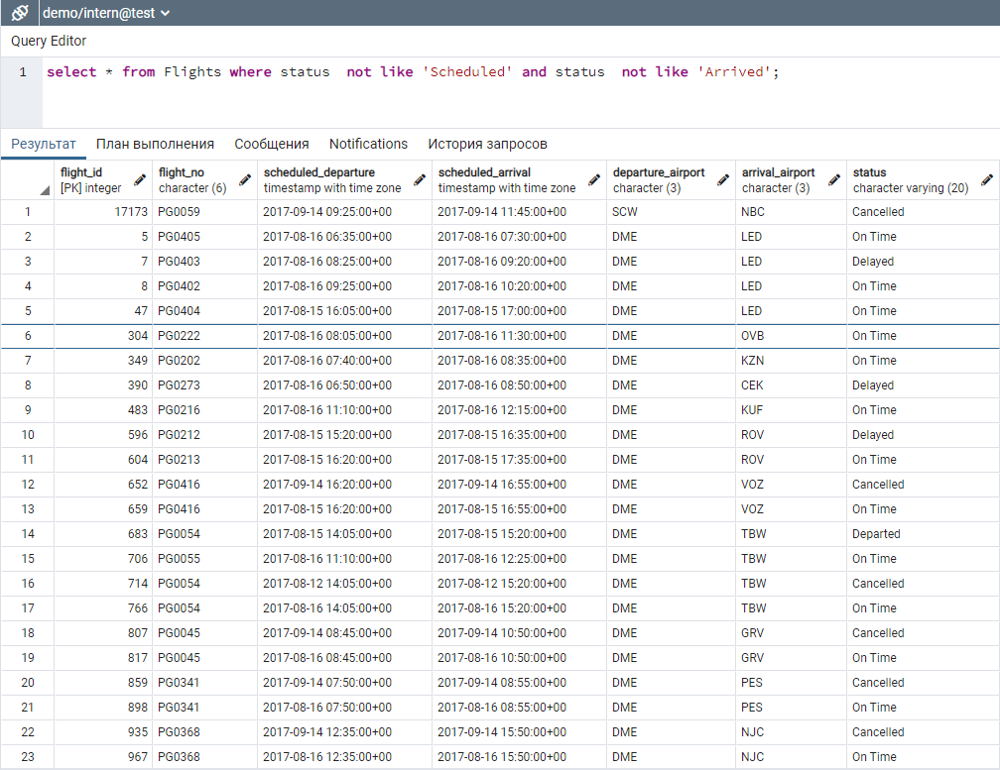 demo/intern@test
Query Editor
1 select * from Flights where status  not like 'Scheduled' and status  not like 'Arrived';
Результат План выполнения Сообщения Notifications История запросов
flight_id flight_no scheduled_departure scheduled_arrival departure_airport arrival_airport status
[PK] integer character (6) timestamp with time zone timestamp with time zone character (3) character (3) character varying (20)
1 17173 PG0059 2017-09-14 09:25:00+00 2017-09-14 11:45:00+00 SCW NBC Cancelled
2 5 PG0405 2017-08-16 06:35:00+00 2017-08-16 07:30:00+00 DME LED On Time
3 7 PG0403 2017-08-16 08:25:00+00 2017-08-16 09:20:00+00 DME LED Delayed
4 8 PG0402 2017-08-16 09:25:00+00 2017-08-16 10:20:00+00 DME LED On Time
5 47 PG0404 2017-08-15 16:05:00+00 2017-08-15 17:00:00+00 DME LED On Time
6 304 PG0222 2017-08-16 08:05:00+00 2017-08-16 11:30:00+00 DME OVB On Time
7 349 PG0202 2017-08-16 07:40:00+00 2017-08-16 08:35:00+00 DME KZN On Time
8 390 PG0273 2017-08-16 06:50:00+00 2017-08-16 08:50:00+00 DME CEK Delayed
9 483 PG0216 2017-08-16 11:10:00+00 2017-08-16 12:15:00+00 DME KUF On Time
10 596 PG0212 2017-08-15 15:20:00+00 2017-08-15 16:35:00+00 DME ROV Delayed
11 604 PG0213 2017-08-15 16:20:00+00 2017-08-15 17:35:00+00 DME ROV On Time
12 652 PG0416 2017-09-14 16:20:00+00 2017-09-14 16:55:00+00 DME VOZ Cancelled
13 659 PG0416 2017-08-15 16:20:00+00 2017-08-15 16:55:00+00 DME VOZ On Time
14 683 PG0054 2017-08-15 14:05:00+00 2017-08-15 15:20:00+00 DME TBW Departed
15 706 PG0055 2017-08-16 11:10:00+00 2017-08-16 12:25:00+00 DME TBW On Time
16 714 PG0054 2017-08-12 14:05:00+00 2017-08-12 15:20:00+00 DME TBW Cancelled
17 766 PG0054 2017-08-16 14:05:00+00 2017-08-16 15:20:00+00 DME TBW On Time
18 807 PG0045 2017-09-14 08:45:00+00 2017-09-14 10:50:00+00 DME GRV Cancelled
19 817 PG0045 2017-08-16 08:45:00+00 2017-08-16 10:50:00+00 DME GRV On Time
20 859 PG0341 2017-09-14 07:50:00+00 2017-09-14 08:55:00+00 DME PES Cancelled
21 898 PG0341 2017-08-16 07:50:00+00 2017-08-16 08:55:00+00 DME PES On Time
22 935 PG0368 2017-09-14 12:35:00+00 2017-09-14 15:50:00+00 DME NJC Cancelled
23 967 PG0368 2017-08-16 12:35:00+00 2017-08-16 15:50:00+00 DME NJC On Time